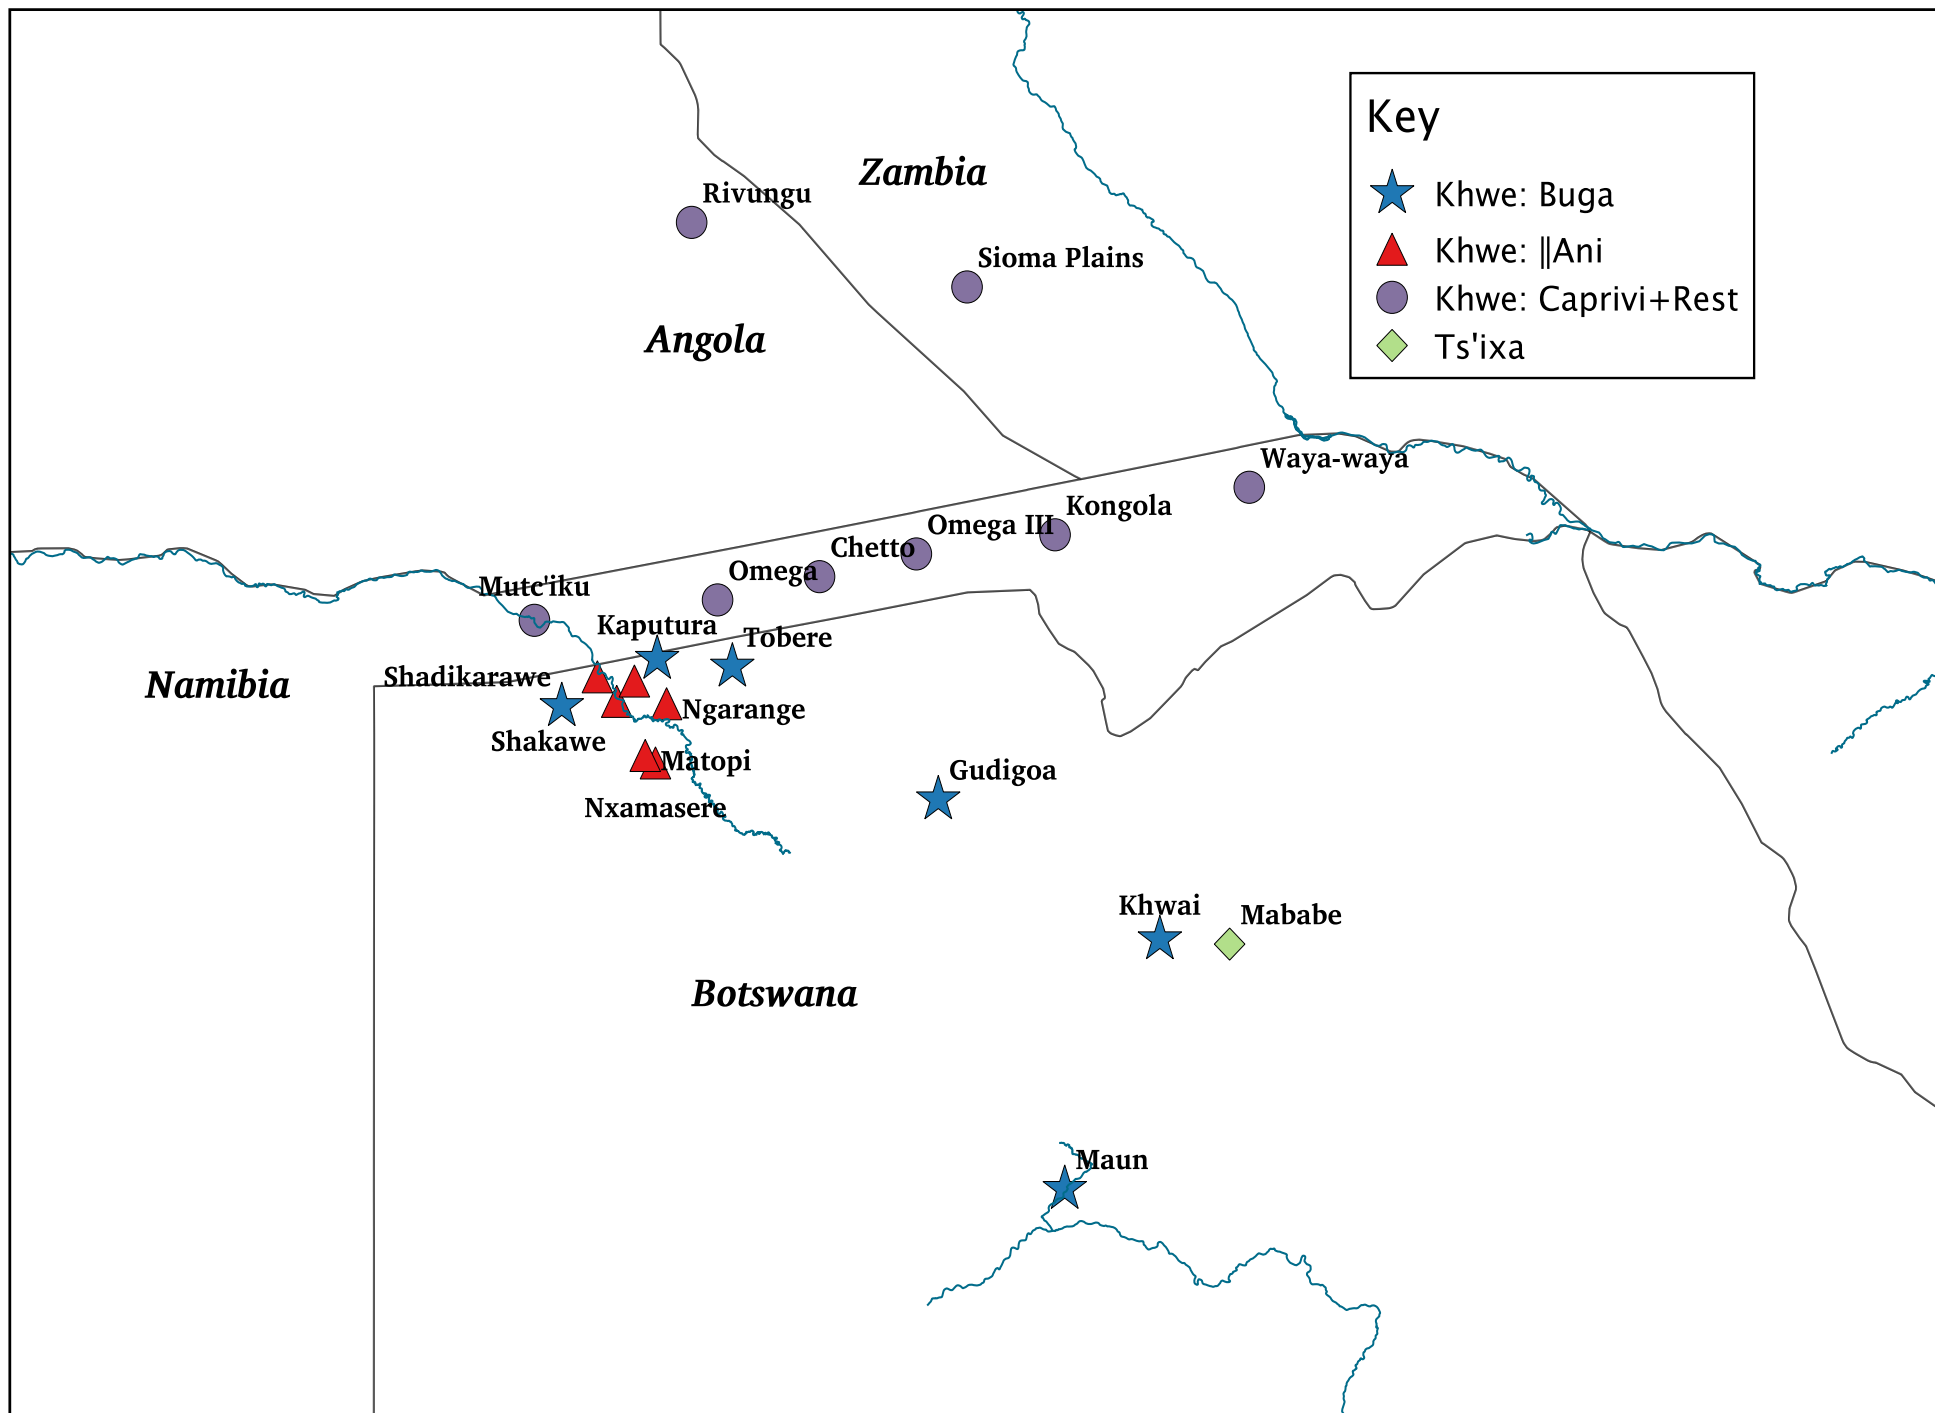 Key
Khwe: Buga
Khwe: ǁAni
Khwe: Caprivi+Rest
Ts'ixa
Zambia
Rivungu
Sioma Plains
Angola
Waya-waya
Kongola
Omega III
Chetto
Omega
Mutc'iku
Kaputura
Tobere
Shadikarawe
Namibia
Ngarange
Shakawe
Matopi
Gudigoa
Nxamasere
Khwai
Mababe
Botswana
Maun